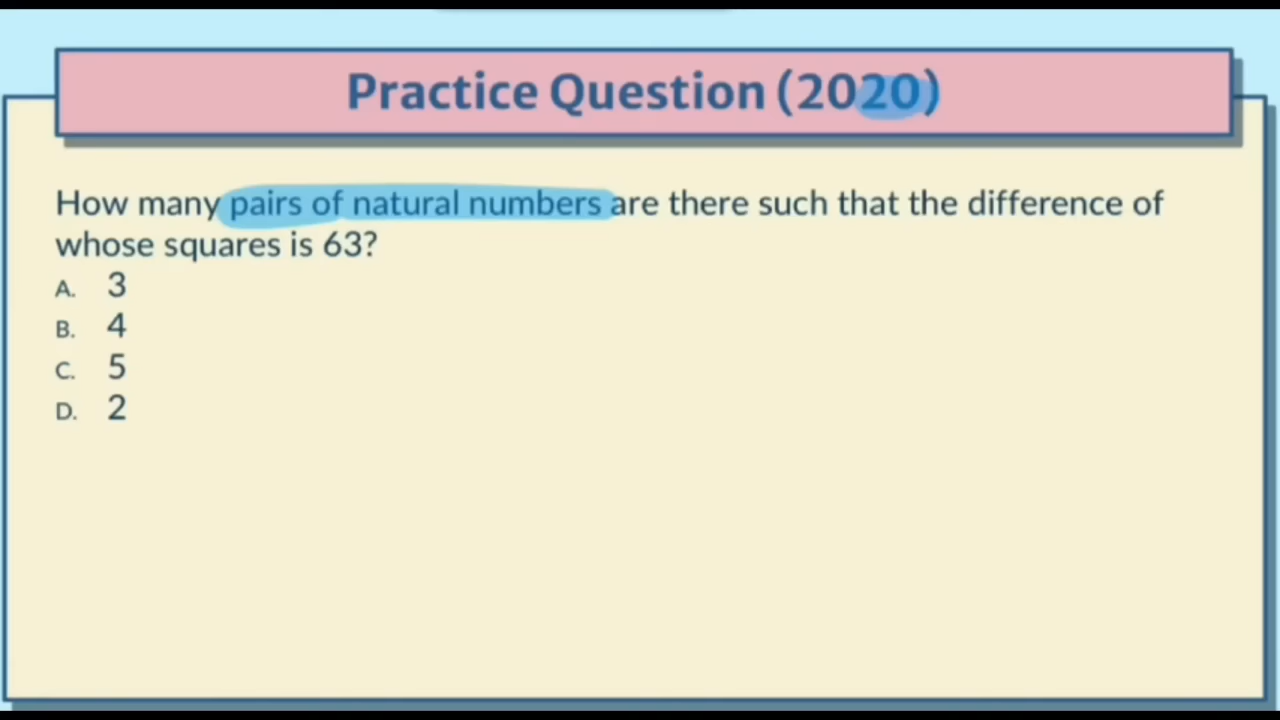 Practice Question (2020)
How many pairs of natural numbers are there such that the difference of
whose squares is 63?
A. 3
B. 4
C. 5
D. 2